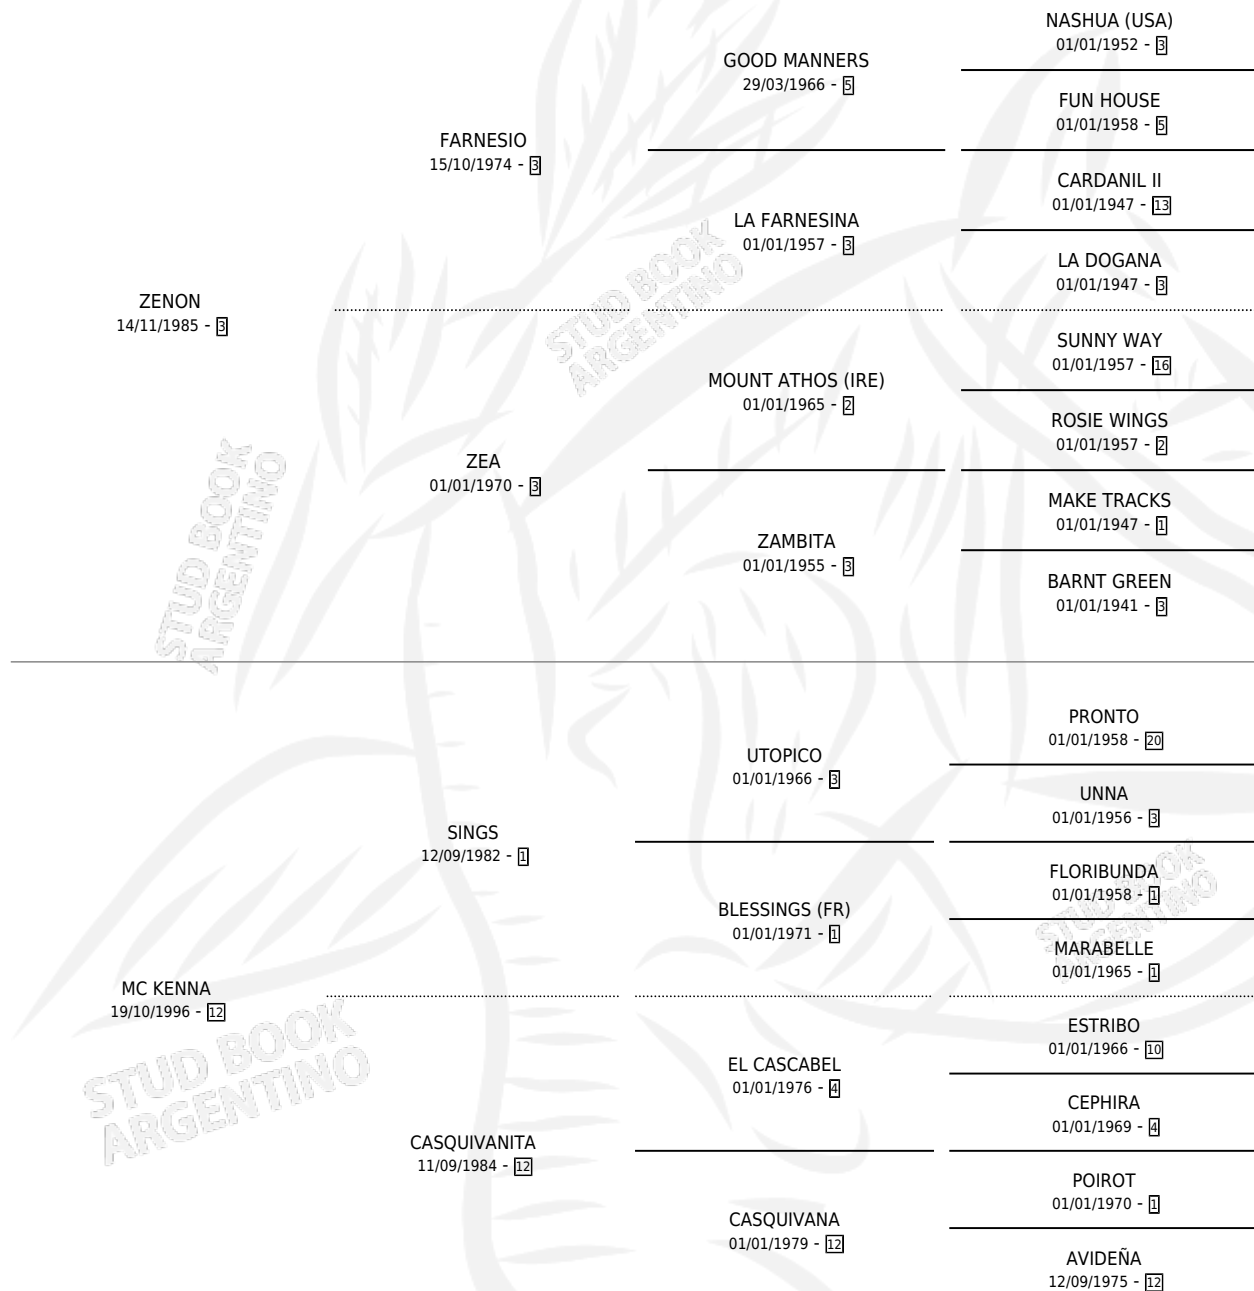 NASHUA (USA)
01/01/1952 - 3
GOOD MANNERS
29/03/1966 - 5
FUN HOUSE
01/01/1958 - 5
FARNESIO
15/10/1974 - 3
CARDANIL II
01/01/1947 - 13
LA FARNESINA
01/01/1957 - 3
LA DOGANA
01/01/1947 - 3
ZENON
14/11/1985 - 3
STUD BOOK
ARGENTINO
SUNNY WAY
01/01/1957 - 16
MOUNT ATHOS (IRE)
01/01/1965 - 2
ROSIE WINGS
01/01/1957 - 2
ZEA
01/01/1970 - 3
MAKE TRACKS
01/01/1947 - 1
ZAMBITA
01/01/1955 - 3
BARNT GREEN
01/01/1941 - 3
STUD BOOK
ARGENTINO
PRONTO
01/01/1958 - 20
UTOPICO
01/01/1966 - 3
UNNA
01/01/1956 - 3
SINGS
12/09/1982 - 1
FLORIBUNDA
01/01/1958 - 1
BLESSINGS (FR)
01/01/1971 - 1
MARABELLE
01/01/1965 - 1
STUD BOOK
ARGENTINO
MC KENNA
19/10/1996 - 12
STUD BOOK
ARGENTINO
ESTRIBO
01/01/1966 - 10
EL CASCABEL
01/01/1976 - 4
CEPHIRA
01/01/1969 - 4
CASQUIVANITA
11/09/1984 - 12
POIROT
01/01/1970 - 1
CASQUIVANA
01/01/1979 - 12
AVIDEÑA
12/09/1975 - 12